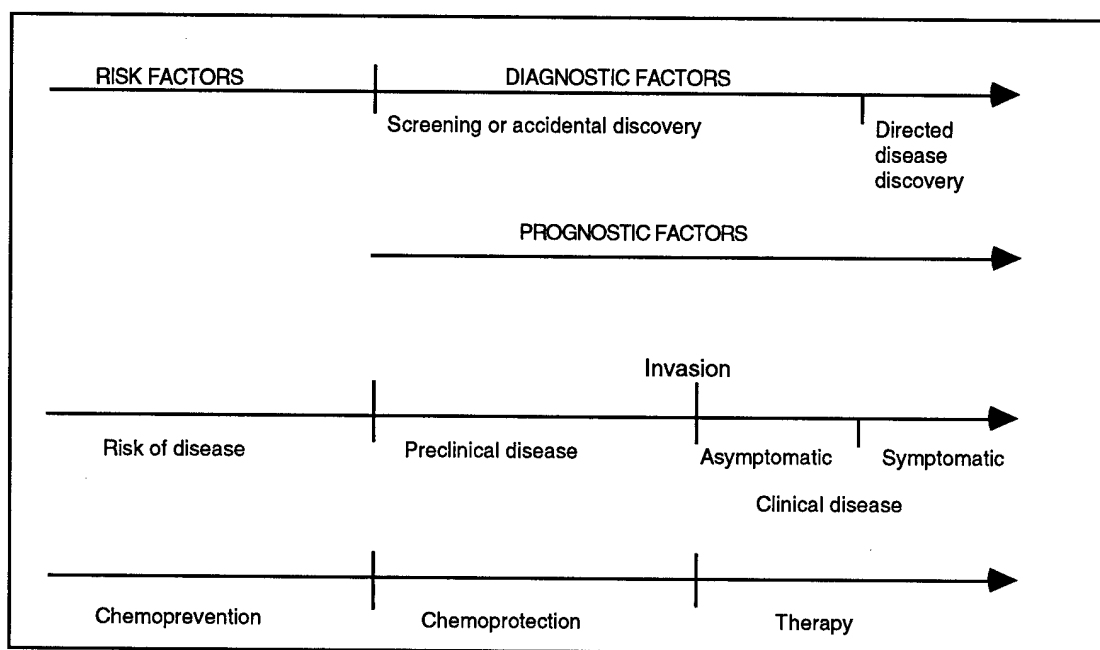 RISK FACTORS
DIAGNOSTIC FACTORS
Screening or accidental discovery
Directed
disease
discovery
PROGNOSTIC FACTORS
Invasion
Risk of disease
Preclinical disease
Asymptomatic
Symptomatic
Clinical disease
Chemoprevention
Chemoprotection
Therapy